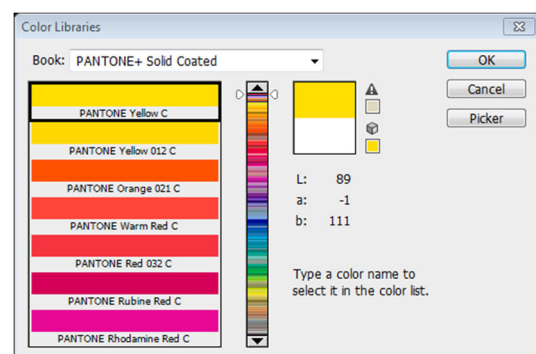 Color Libraries
Book: PANTONE+ Solid Coated
OK
Cancel
Picker
PANTONE Yellow C
PANTONE Yellow 012 C
PANTONE Orange 021 C
PANTONE Warm Red C
PANTONE Red 032 C
PANTONE Rubine Red C
PANTONE Rhodamine Red C
L: 89
a: -1
b: 111
Type a color name to
select it in the color list.